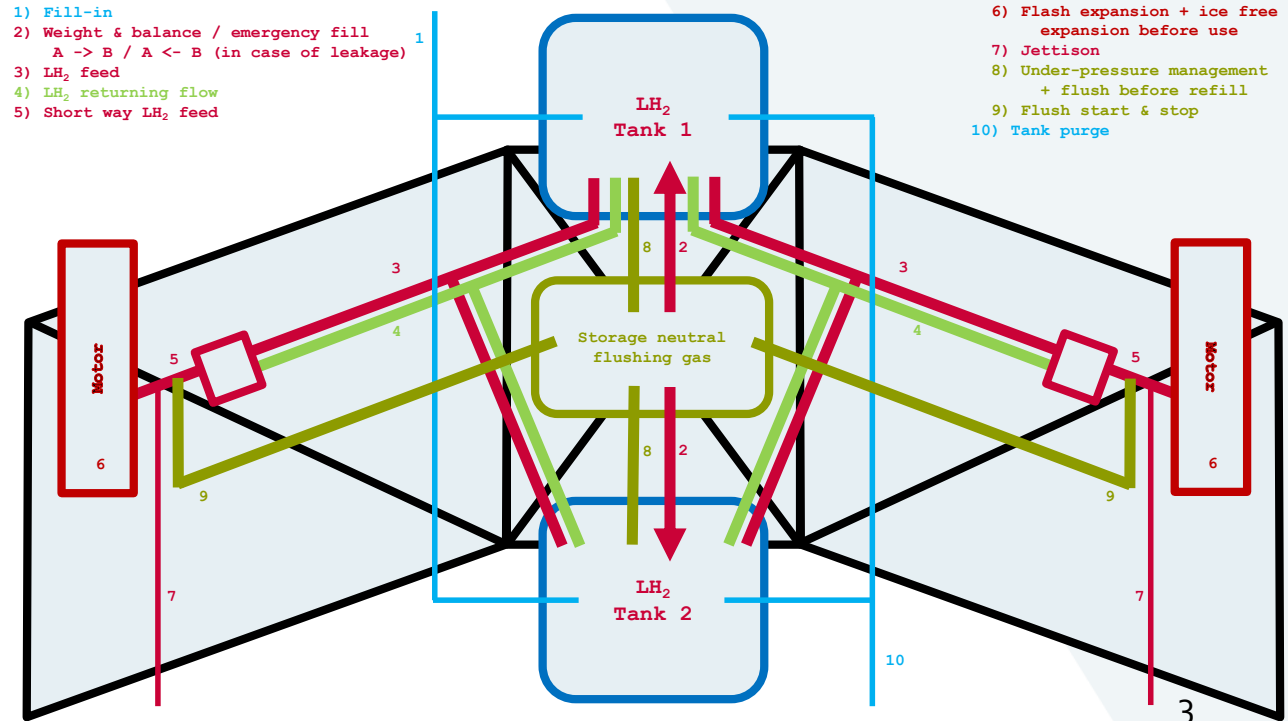 1) Fill-in
2) Weight & balance / emergency fill
A -> B / A <- B (in case of leakage)
3) LH₂ feed
4) LH₂ returning flow
5) Short way LH₂ feed
6) Flash expansion + ice free
expansion before use
7) Jettison
8) Under-pressure management
+ flush before refill
9) Flush start & stop
10) Tank purge
1
LH₂
Tank 1
8
2
3
3
4
4
Storage neutral
flushing gas
5
5
Motor
Motor
6
6
8
2
9
9
LH₂
Tank 2
7
7
10
3